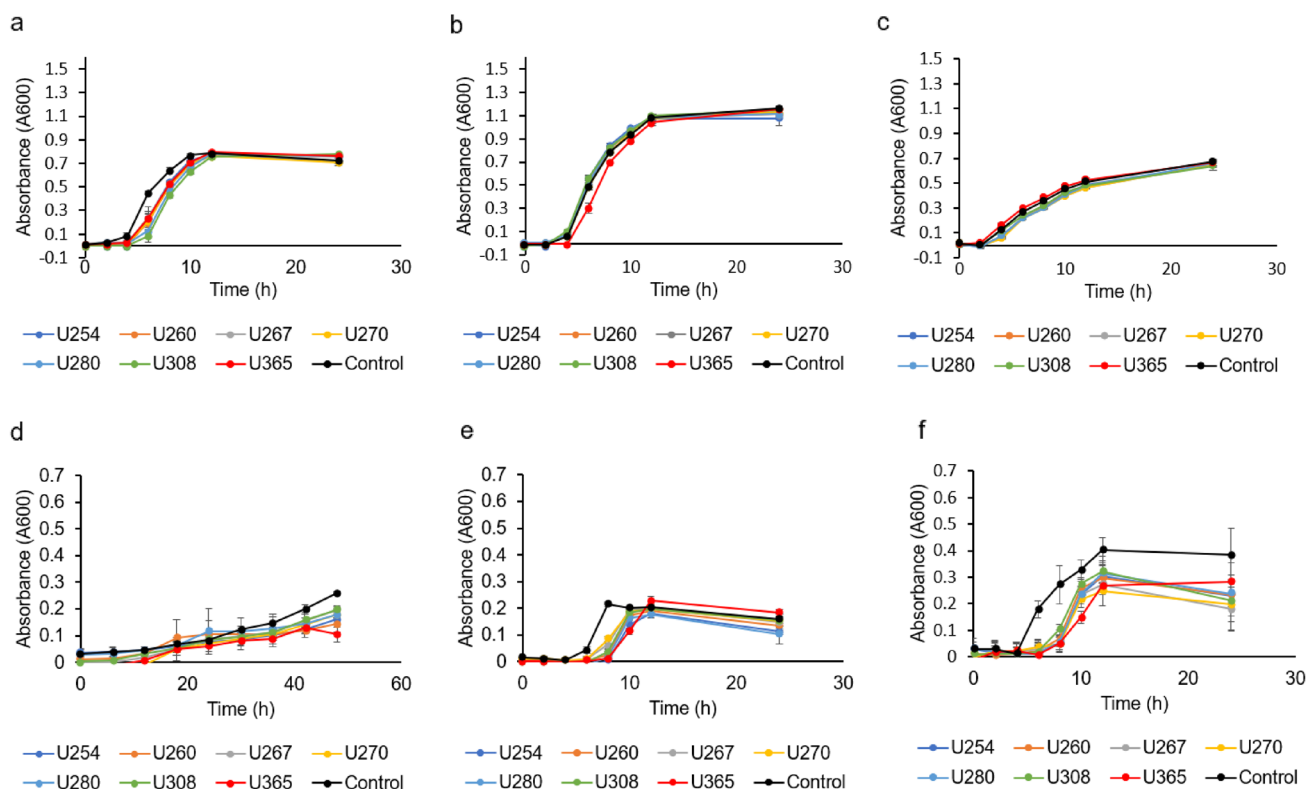 a
Absorbance (A600)
1.5
1.3
1.1
0.9
0.7
0.5
0.3
0.1
-0.1
0 10 20 30
Time (h)
U254 U260 U267 U270
U280 U308 U365 Control
b
Absorbance (A600)
1.5
1.3
1.1
0.9
0.7
0.5
0.3
0.1
-0.1
0 10 20 30
Time (h)
U254 U260 U267 U270
U280 U308 U365 Control
c
Absorbance (A600)
1.5
1.3
1.1
0.9
0.7
0.5
0.3
0.1
-0.1
0 10 20 30
Time (h)
U254 U260 U267 U270
U280 U308 U365 Control
d
Absorbance (A600)
0.7
0.6
0.5
0.4
0.3
0.2
0.1
0
0 20 40 60
Time (h)
U254 U260 U267 U270
U280 U308 U365 Control
e
Absorbance (A600)
0.7
0.6
0.5
0.4
0.3
0.2
0.1
0
0 10 20 30
Time (h)
U254 U260 U267 U270
U280 U308 U365 Control
f
Absorbance (A600)
0.7
0.6
0.5
0.4
0.3
0.2
0.1
0
0 10 20 30
Time (h)
U254 U260 U267 U270
U280 U308 U365 Control